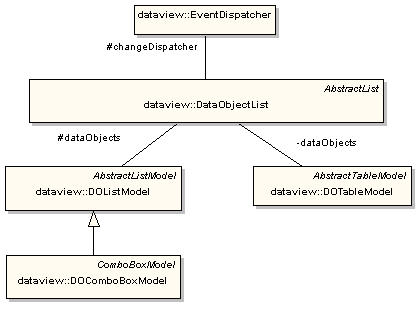 dataview::EventDispatcher
#changeDispatcher
AbstractList
dataview::DataObjectList
#dataObjects
-dataObjects
AbstractListModel
dataview::DOListModel
AbstractTableModel
dataview::DOTableModel
ComboBoxModel
dataview::DOComboBoxModel